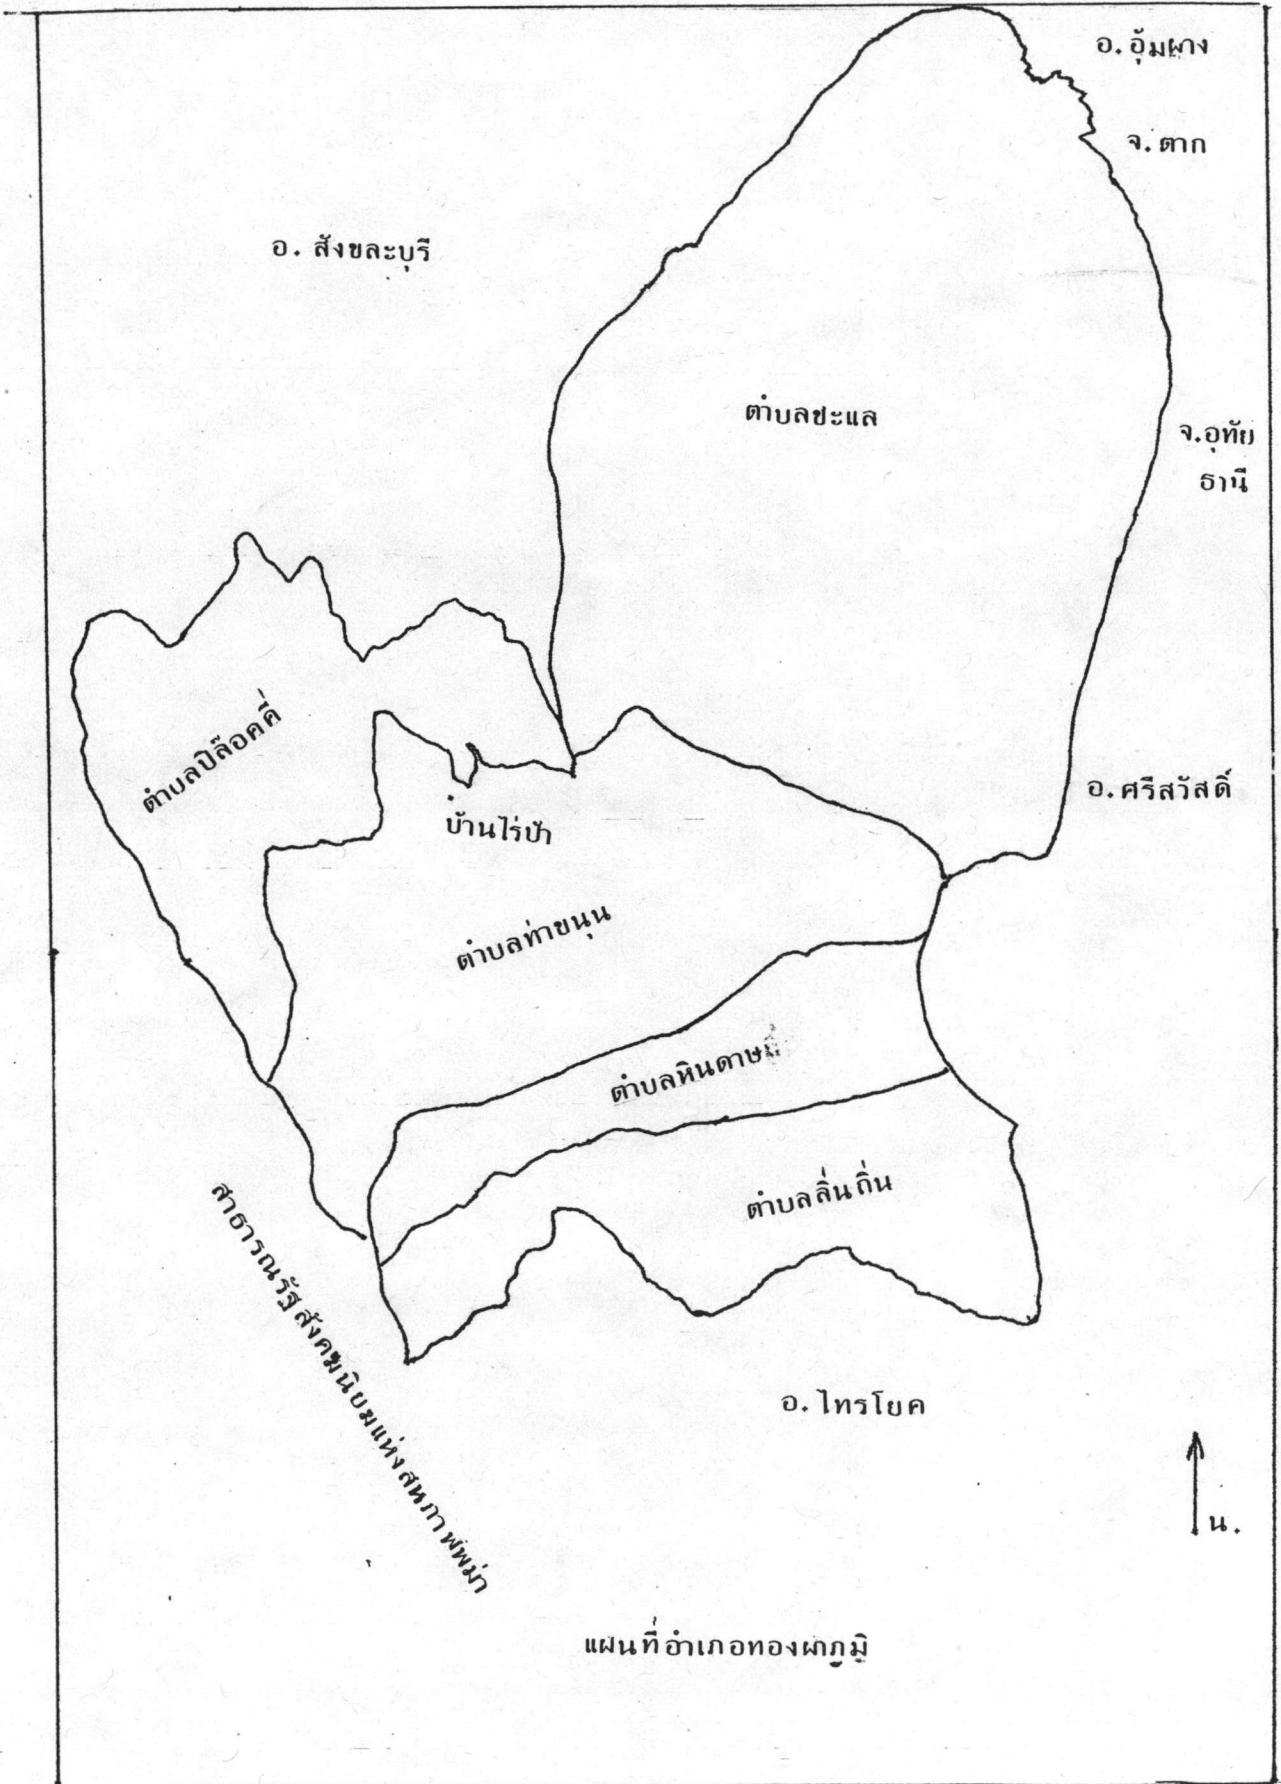 อ. อุ้มผาง
จ. ตาก
อ. สังขละบุรี
ตำบลชะแล
จ.อุทัย
ธานี
ตำบลปิล๊อคคี่
อ. ศรีสวัสดิ์
บ้านไร่ป้า
ตำบลท่าขนุน
ตำบลหินดาษ
ตำบลลิ่นถิ่น
สาธารณรัฐสังคมนิยมแห่งสหภาพพม่า
อ. ไทรโยค
น.
แผนที่อำเภอทองผาภูมิ